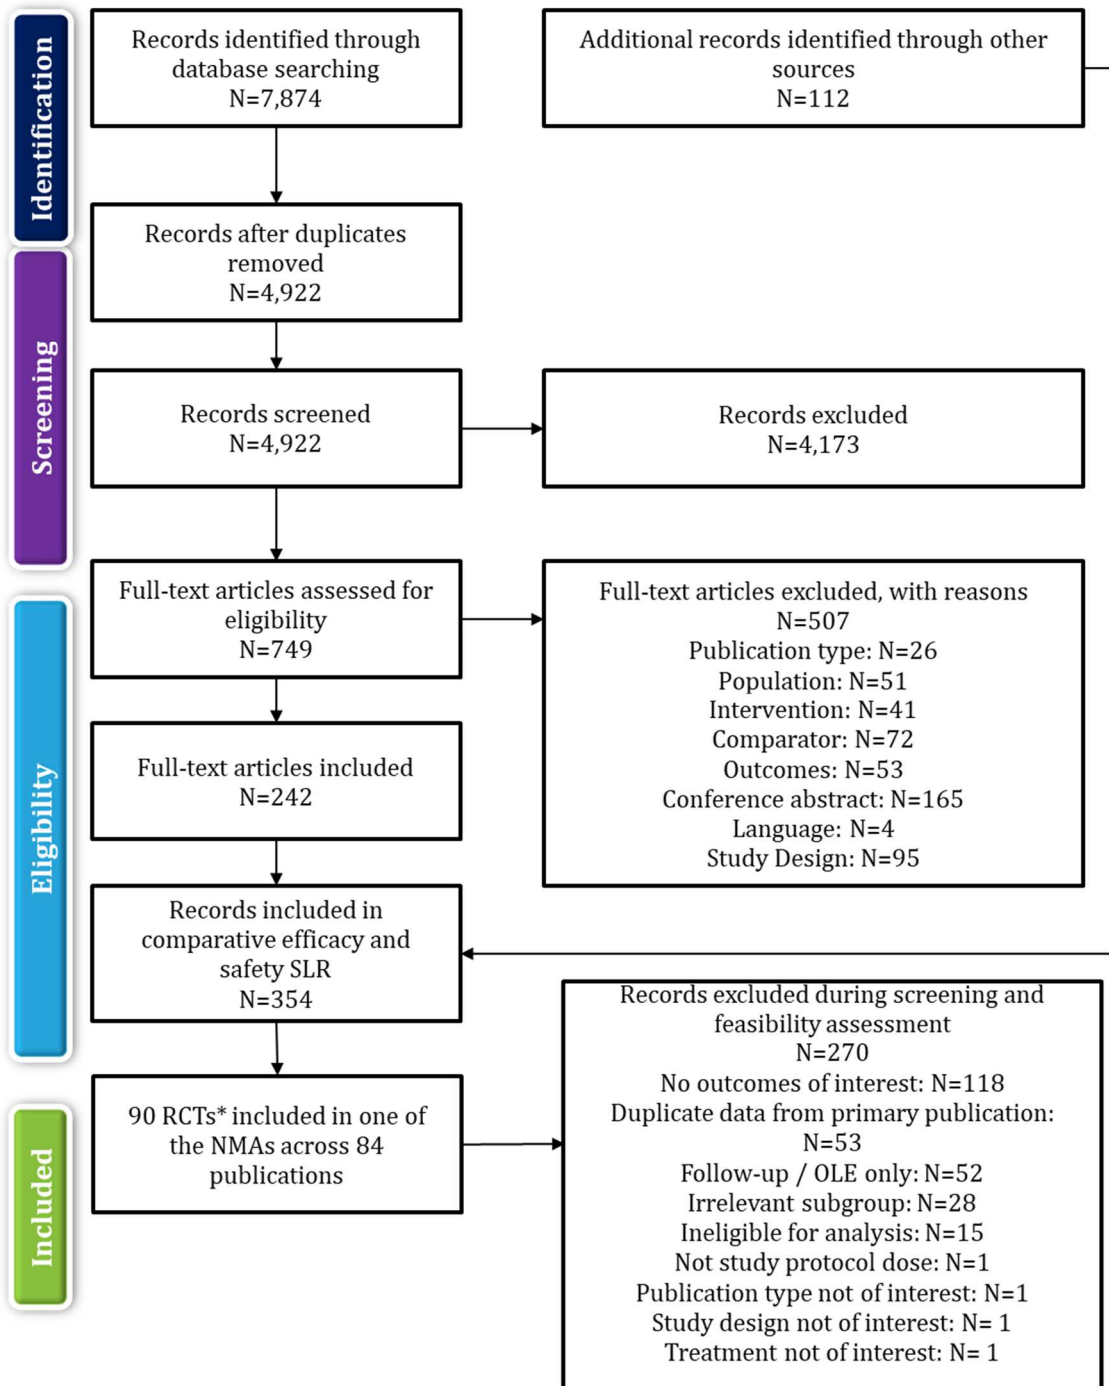 Identification
Records identified through
database searching
N=7,874
Additional records identified through other
sources
N=112
Records after duplicates
removed
N=4,922
Screening
Records screened
N=4,922
Records excluded
N=4,173
Eligibility
Full-text articles assessed for
eligibility
N=749
Full-text articles excluded, with reasons
N=507
Publication type: N=26
Population: N=51
Intervention: N=41
Comparator: N=72
Outcomes: N=53
Conference abstract: N=165
Language: N=4
Study Design: N=95
Full-text articles included
N=242
Records included in
comparative efficacy and
safety SLR
N=354
Included
90 RCTs* included in one of
the NMAs across 84
publications
Records excluded during screening and
feasibility assessment
N=270
No outcomes of interest: N=118
Duplicate data from primary publication:
N=53
Follow-up / OLE only: N=52
Irrelevant subgroup: N=28
Ineligible for analysis: N=15
Not study protocol dose: N=1
Publication type not of interest: N=1
Study design not of interest: N= 1
Treatment not of interest: N= 1